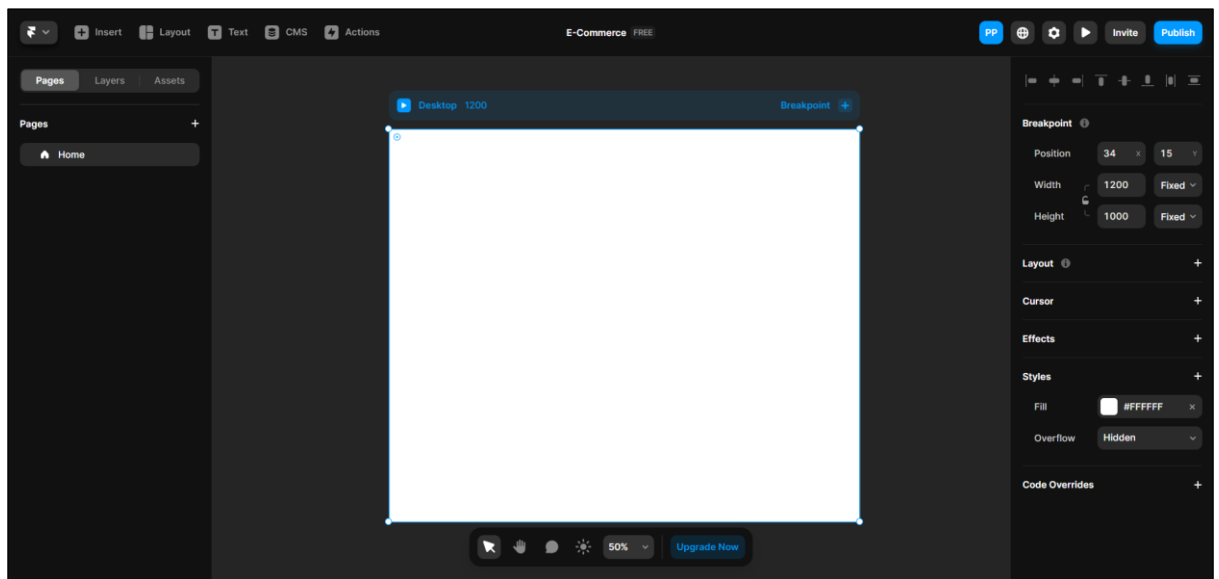 Insert Layout Text CMS Actions E-Commerce FREE PP Invite Publish
Pages Layers Assets
Pages
Home
Desktop 1200 Breakpoint
Breakpoint
Position 34 X 15 Y
Width 1200 Fixed
Height 1000 Fixed
Layout
Cursor
Effects
Styles
Fill #FFFFFF
Overflow Hidden
Code Overrides
50% Upgrade Now